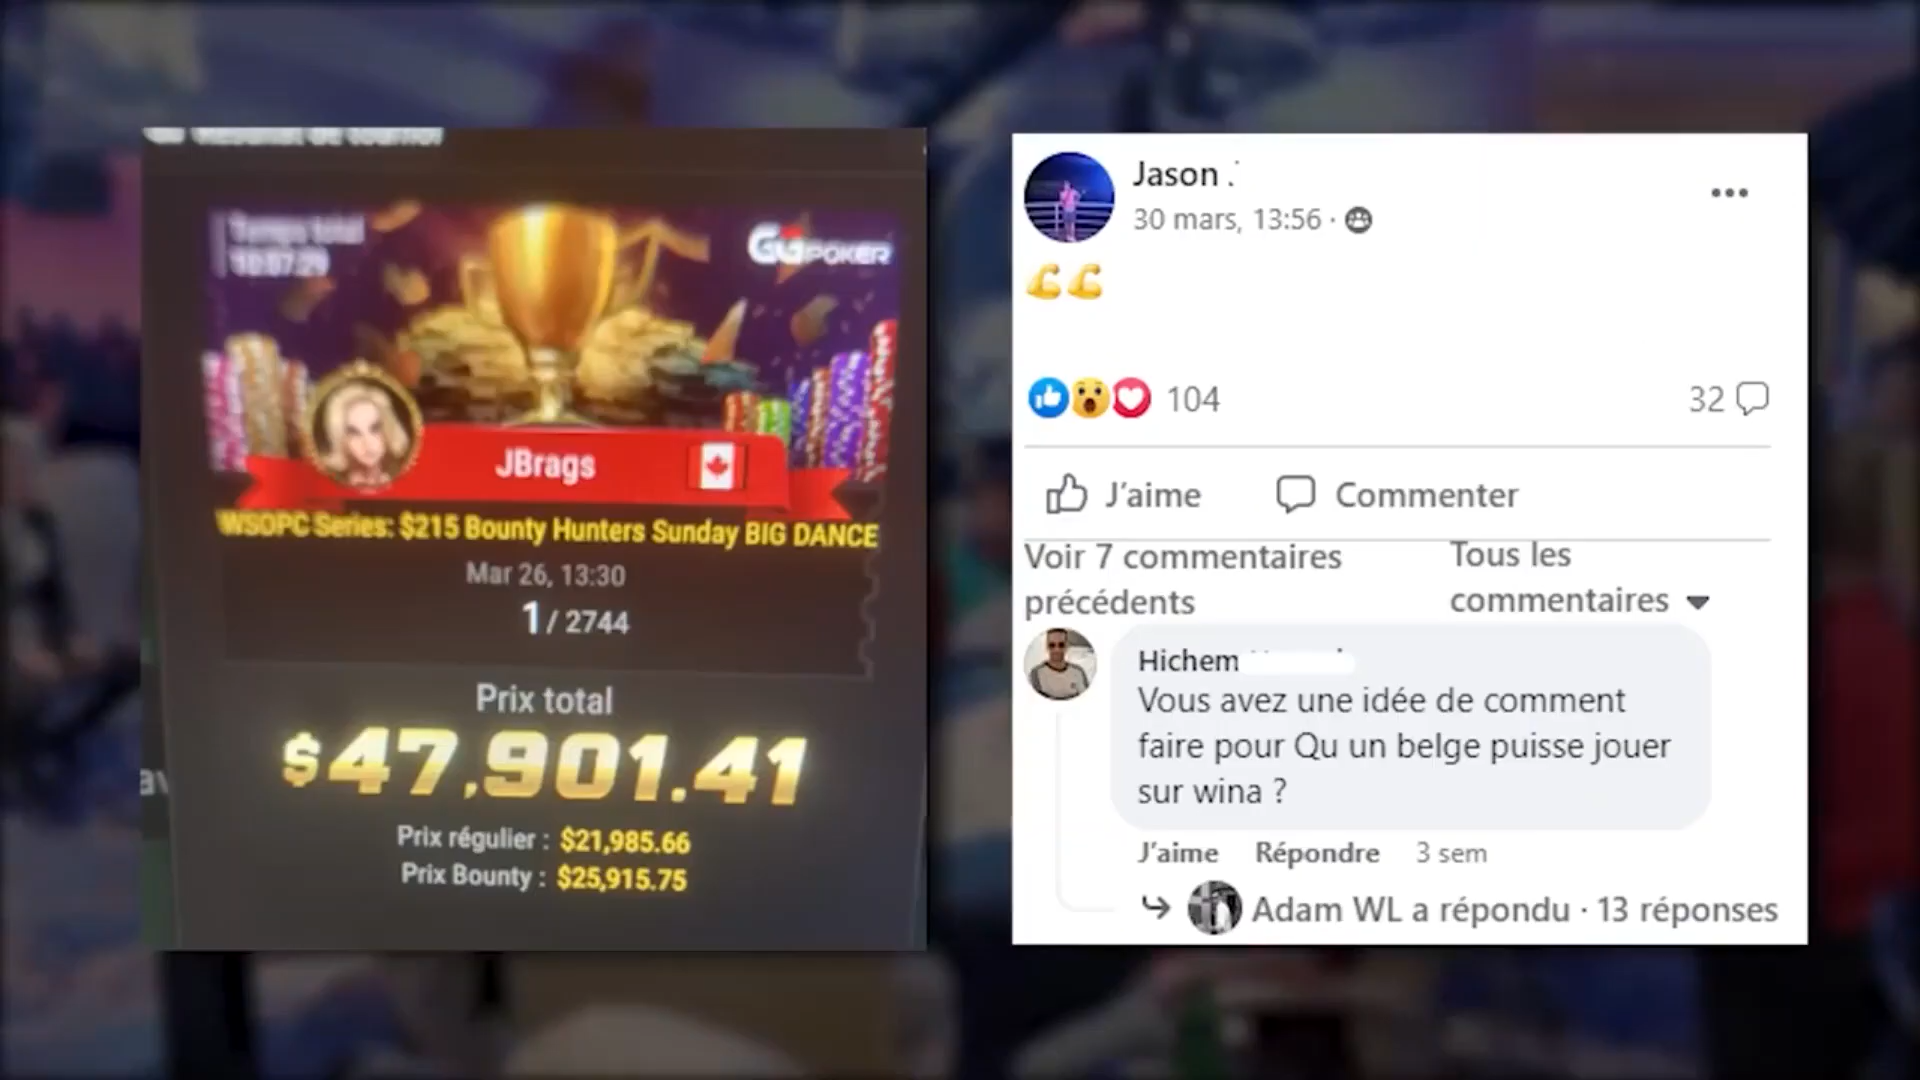 Résultat de tournoi
Temps total
10:07:29
GGPOKER
JBrags
WSOPC Series: $215 Bounty Hunters Sunday BIG DANCE
Mar 26, 13:30
1 / 2744
Prix total
$47,901.41
Prix régulier : $21,985.66
Prix Bounty : $25,915.75
Jason
30 mars, 13:56 ·
104
32
J'aime
Commenter
Voir 7 commentaires
précédents
Tous les
commentaires
Hichem
Vous avez une idée de comment
faire pour Qu un belge puisse jouer
sur wina ?
J'aime Répondre 3 sem
Adam WL a répondu · 13 réponses